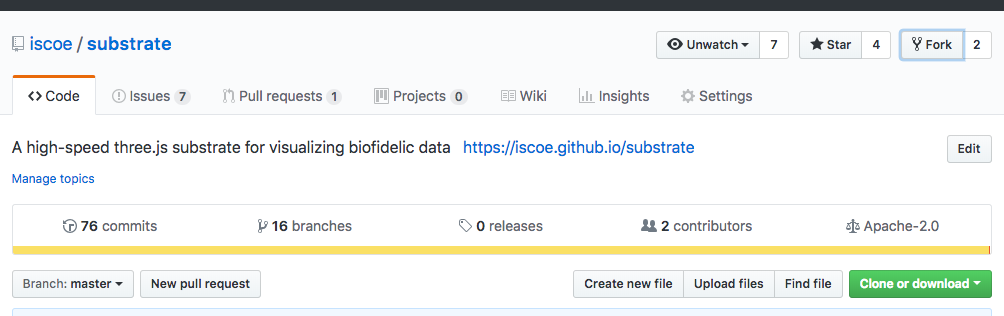 iscoe / substrate Unwatch 7 Star 4 Fork 2
Code Issues 7 Pull requests 1 Projects 0 Wiki Insights Settings
A high-speed three.js substrate for visualizing biofidelic data https://iscoe.github.io/substrate Edit
Manage topics
76 commits 16 branches 0 releases 2 contributors Apache-2.0
Branch: master New pull request Create new file Upload files Find file Clone or download